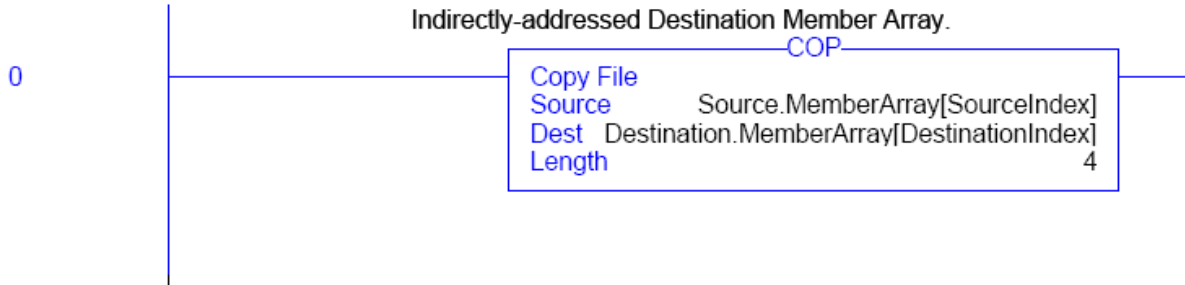 Indirectly-addressed Destination Member Array.
COP
0
Copy File
Source Source.MemberArray[SourceIndex]
Dest Destination.MemberArray[DestinationIndex]
Length 4